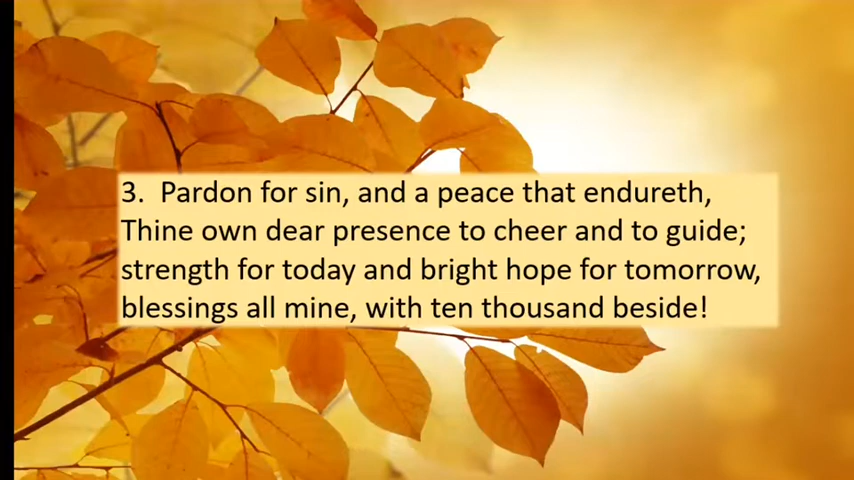 3. Pardon for sin, and a peace that endureth,
Thine own dear presence to cheer and to guide;
strength for today and bright hope for tomorrow,
blessings all mine, with ten thousand beside!